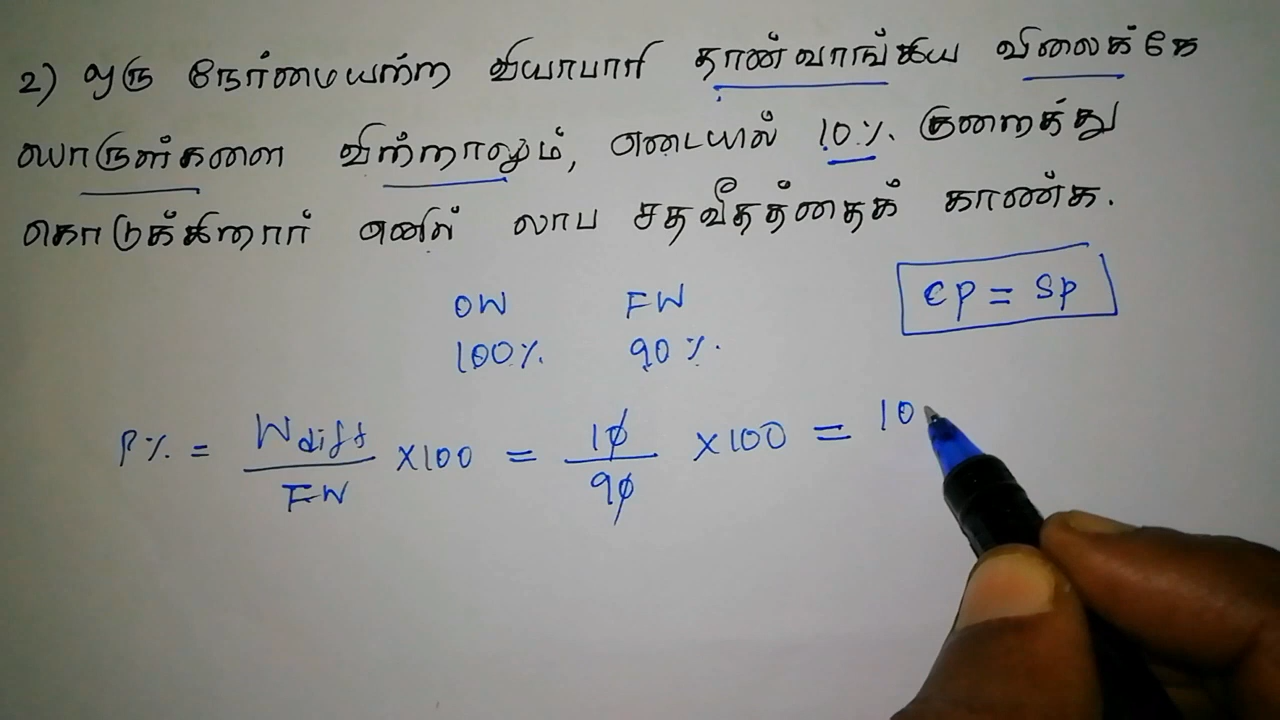 2) ஒரு நேர்மையற்ற வியாபாரி தான்வாங்கிய விலைக்கே
பொருள்களை விற்றாலும், எடையில் 10%. குறைத்து
கொடுக்கிறார் எனில் லாப சதவீதத்தைக் காண்க.
OW FW
CP = SP
100%. 90%.
P%. = Wdiff/FW ×100 = 10/90 ×100 = 10